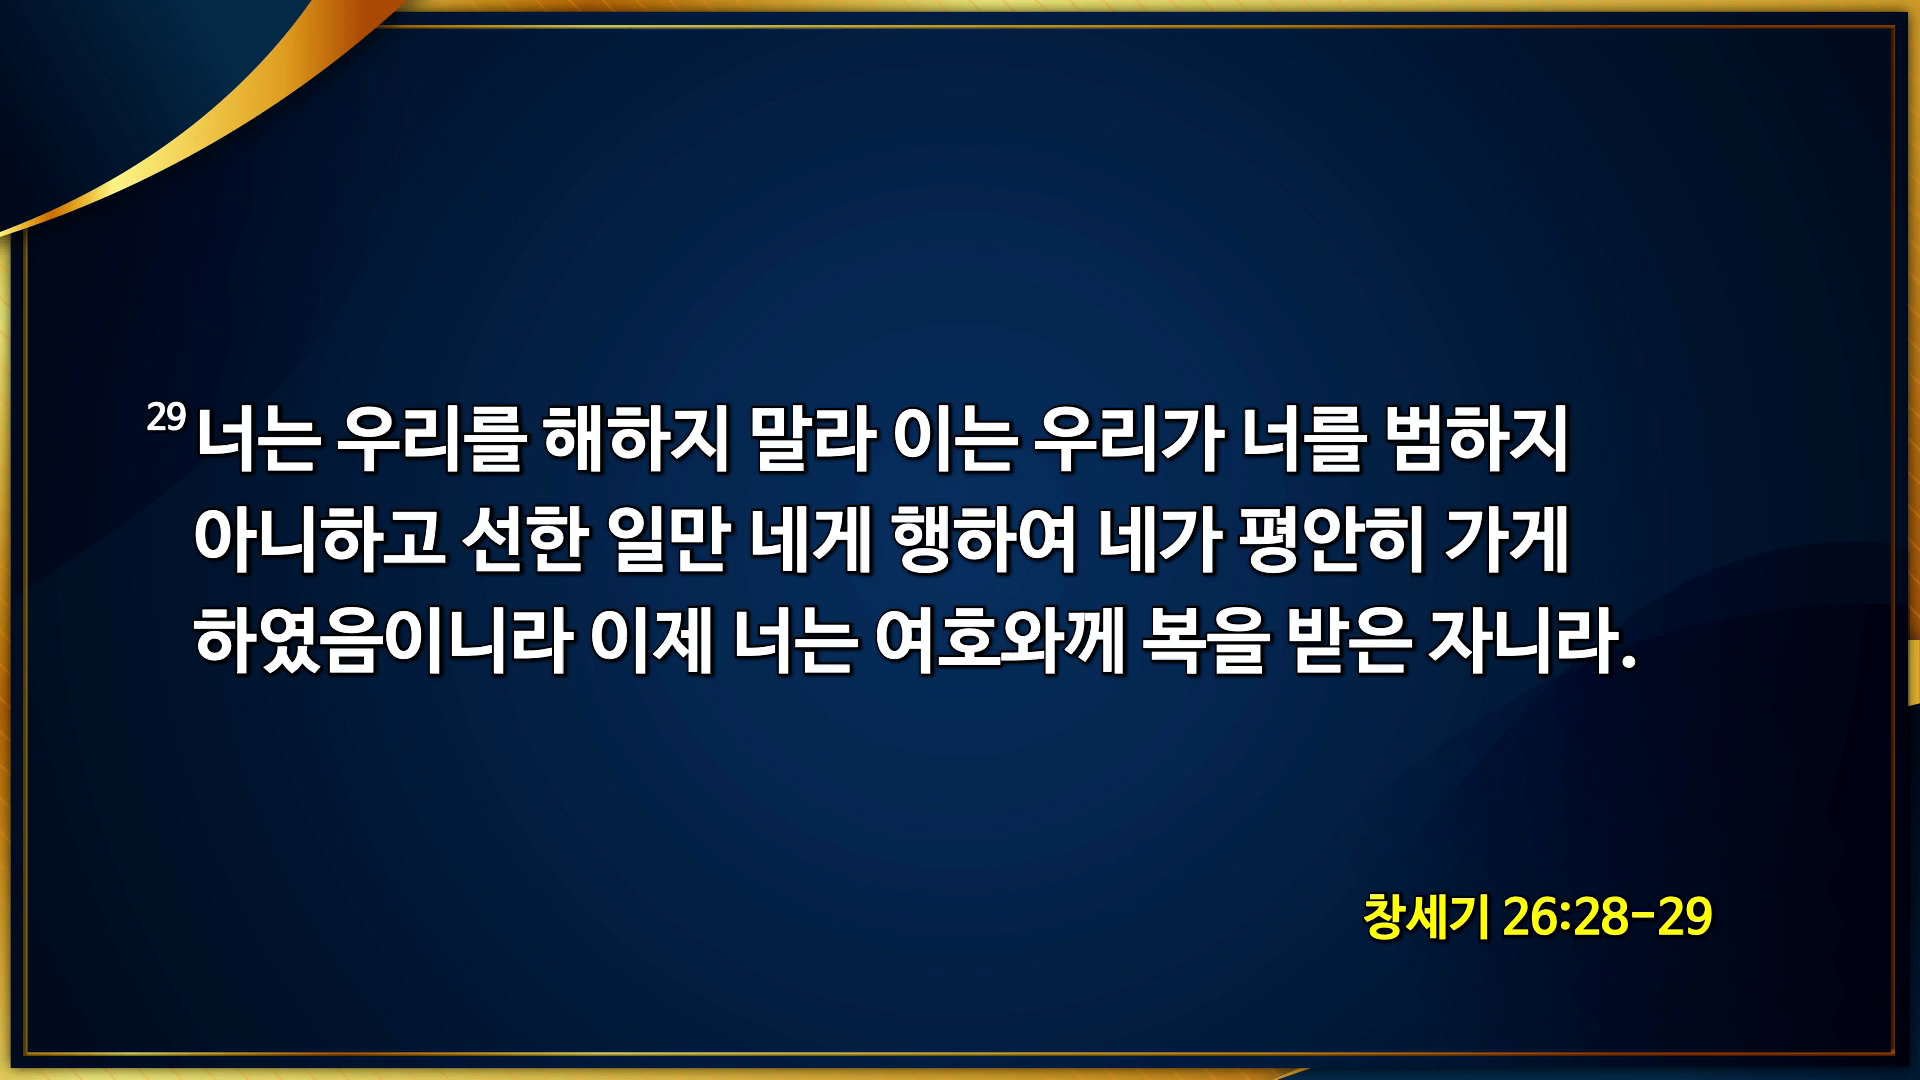 29 너는 우리를 해하지 말라 이는 우리가 너를 범하지
아니하고 선한 일만 네게 행하여 네가 평안히 가게
하였음이니라 이제 너는 여호와께 복을 받은 자니라.
창세기 26:28-29